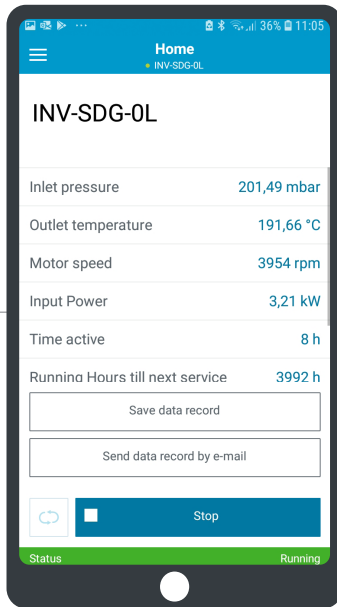 36% 11:05
Home
INV-SDG-0L
INV-SDG-0L
Inlet pressure 201,49 mbar
Outlet temperature 191,66 °C
Motor speed 3954 rpm
Input Power 3,21 kW
Time active 8 h
Running Hours till next service 3992 h
Save data record
Send data record by e-mail
Stop
Status Running